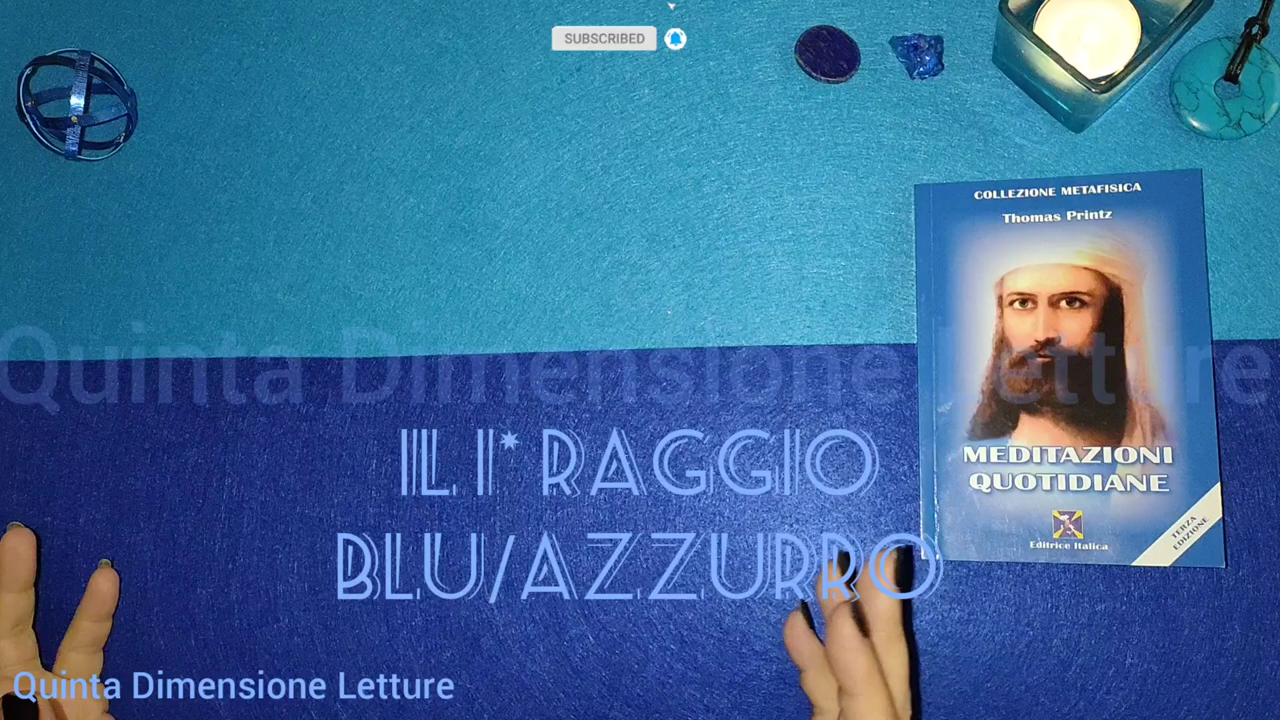 SUBSCRIBED
COLLEZIONE METAFISICA
Thomas Printz
Quinta Dimensione Letture
MEDITAZIONI
QUOTIDIANE
TERZA
EDIZIONE
Editrice Italica
IL I* RAGGIO
BLU/AZZURRO
Quinta Dimensione Letture